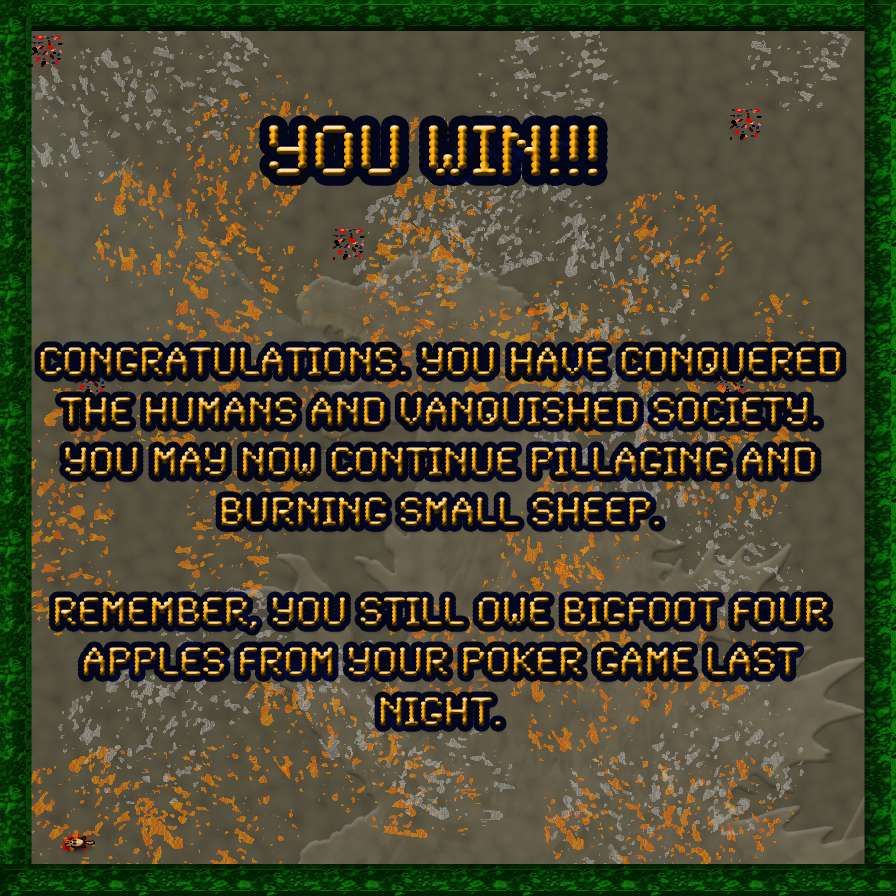 YOU WIN!!!
CONGRATULATIONS. YOU HAVE CONQUERED
THE HUMANS AND VANQUISHED SOCIETY.
YOU MAY NOW CONTINUE PILLAGING AND
BURNING SMALL SHEEP.
REMEMBER, YOU STILL OWE BIGFOOT FOUR
APPLES FROM YOUR POKER GAME LAST
NIGHT.